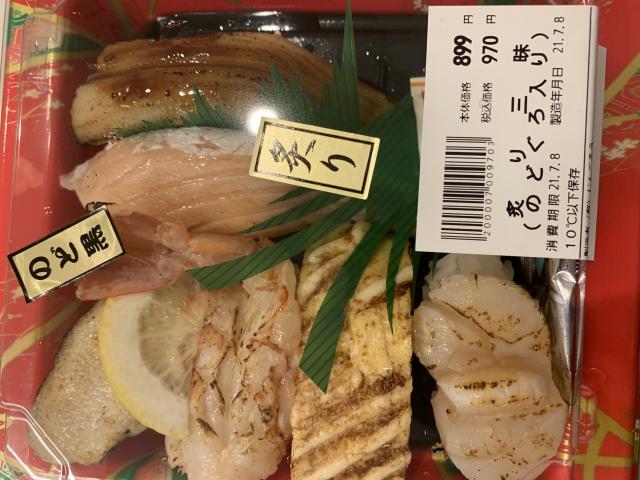 本体価格 899 円
税込価格 970 円
200007 009703
炙り三昧
(のどぐろ入り)
消費期限 21.7.8 製造年月日 21.7.8
10℃以下保存
炙り
のど黒